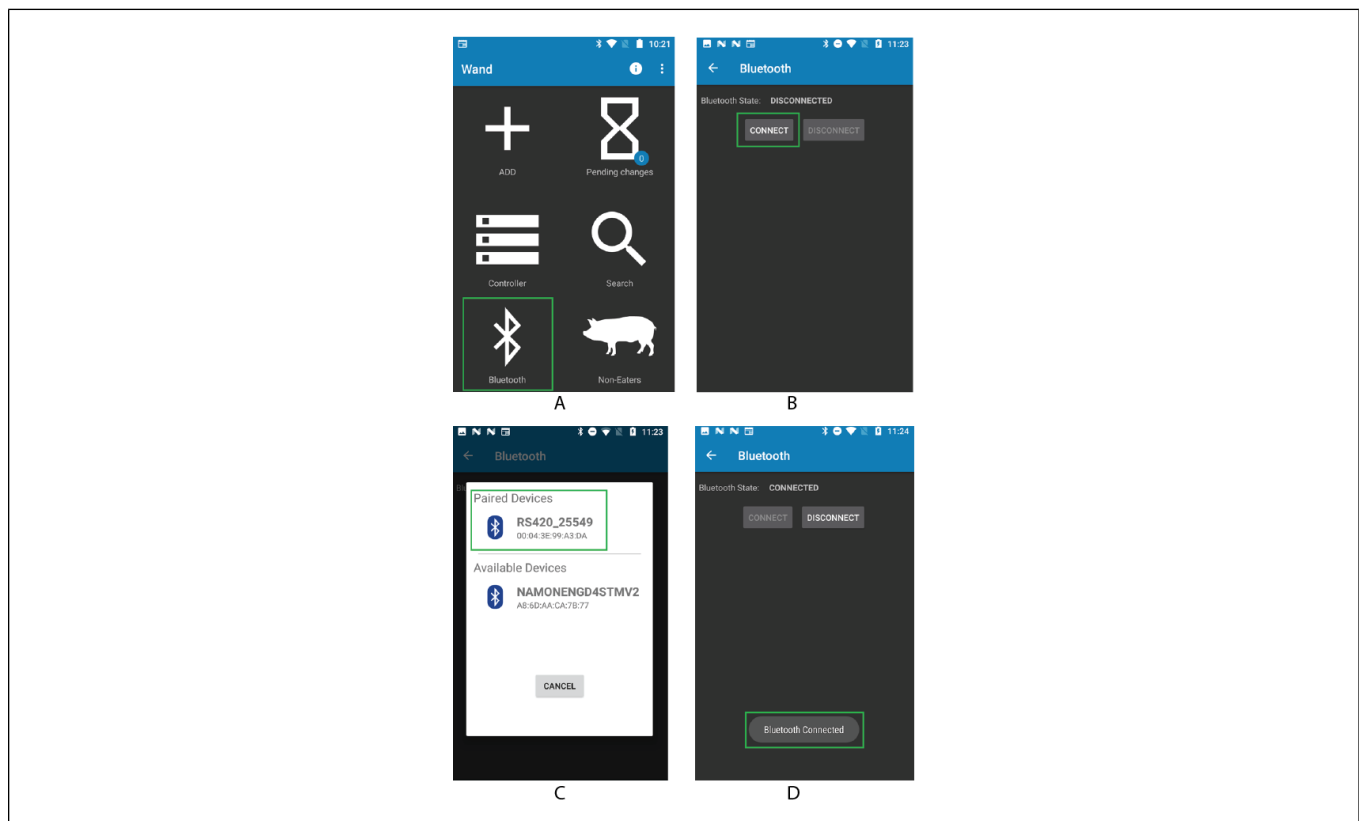 10:21
Wand
ADD
0
Pending changes
Controller
Search
Bluetooth
Non-Eaters
A
11:23
Bluetooth
Bluetooth State: DISCONNECTED
CONNECT DISCONNECT
B
11:23
Bluetooth
Paired Devices
RS420_25549
00:04:3E:99:A3:DA
Available Devices
NAMONENGD4STMV2
A8:6D:AA:CA:7B:77
CANCEL
C
11:24
Bluetooth
Bluetooth State: CONNECTED
CONNECT DISCONNECT
Bluetooth Connected
D